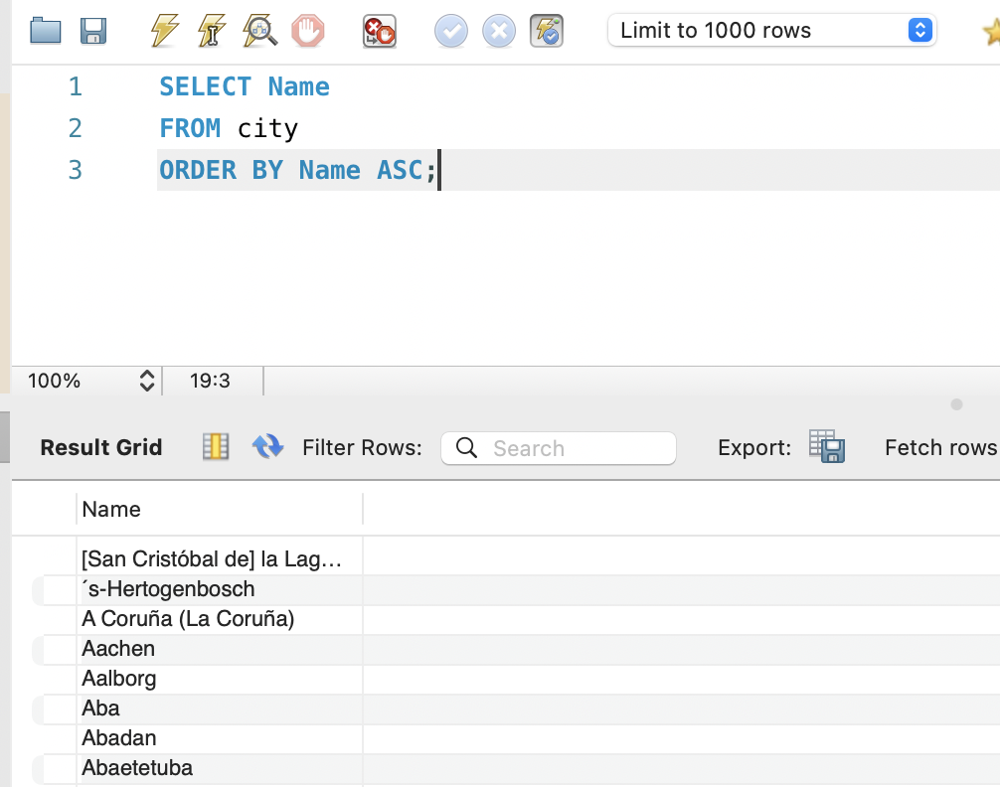 Limit to 1000 rows
1 SELECT Name
2 FROM city
3 ORDER BY Name ASC;
100% 19:3
Result Grid Filter Rows: Search Export: Fetch rows
Name
[San Cristóbal de] la Lag...
´s-Hertogenbosch
A Coruña (La Coruña)
Aachen
Aalborg
Aba
Abadan
Abaetetuba